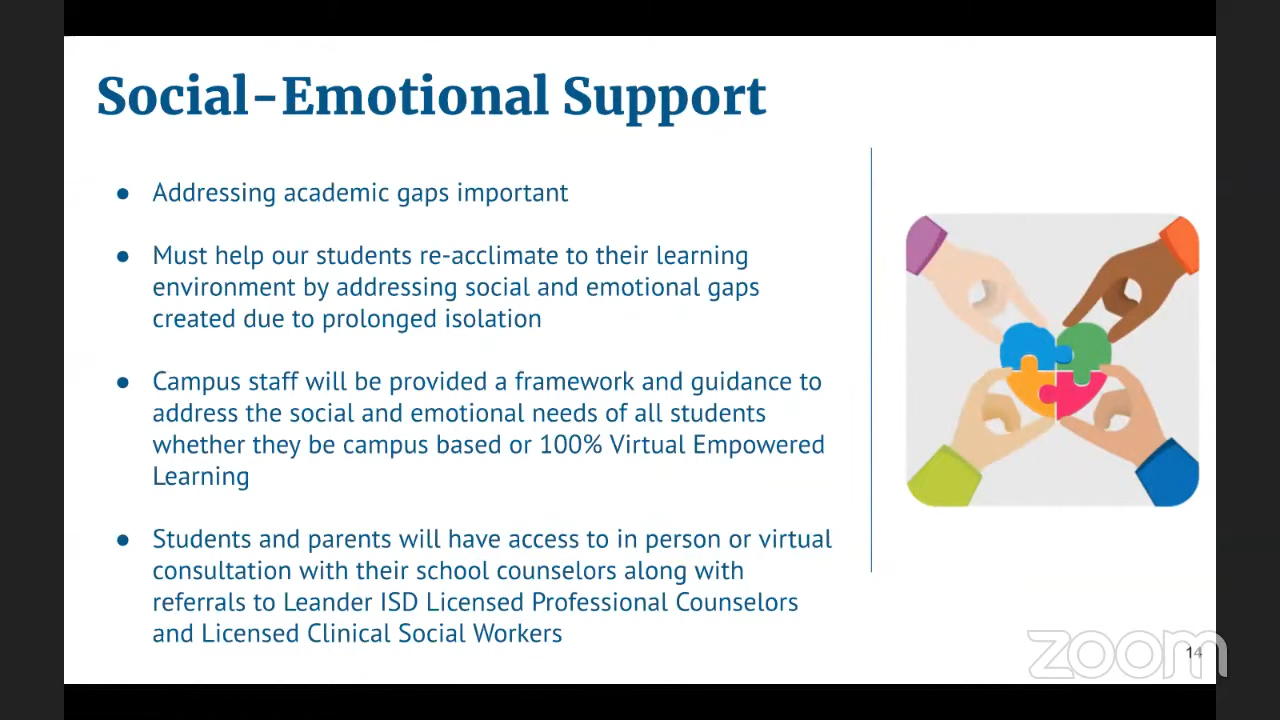 Social-Emotional Support
● Addressing academic gaps important
● Must help our students re-acclimate to their learning
environment by addressing social and emotional gaps
created due to prolonged isolation
● Campus staff will be provided a framework and guidance to
address the social and emotional needs of all students
whether they be campus based or 100% Virtual Empowered
Learning
● Students and parents will have access to in person or virtual
consultation with their school counselors along with
referrals to Leander ISD Licensed Professional Counselors
and Licensed Clinical Social Workers
zoom
14